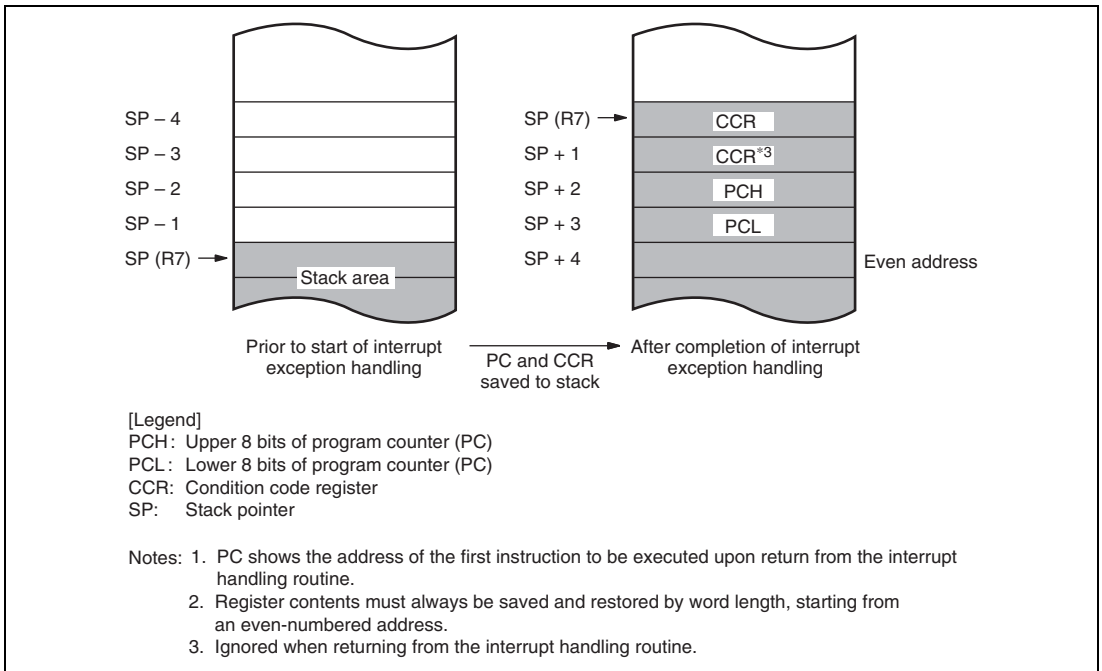 SP – 4
SP – 3
SP – 2
SP – 1
SP (R7)
Stack area
SP (R7)
SP + 1
SP + 2
SP + 3
SP + 4
CCR
CCR*3
PCH
PCL
Even address
Prior to start of interrupt
exception handling
PC and CCR
saved to stack
After completion of interrupt
exception handling
[Legend]
PCH: Upper 8 bits of program counter (PC)
PCL: Lower 8 bits of program counter (PC)
CCR: Condition code register
SP: Stack pointer
Notes: 1. PC shows the address of the first instruction to be executed upon return from the interrupt
handling routine.
2. Register contents must always be saved and restored by word length, starting from
an even-numbered address.
3. Ignored when returning from the interrupt handling routine.